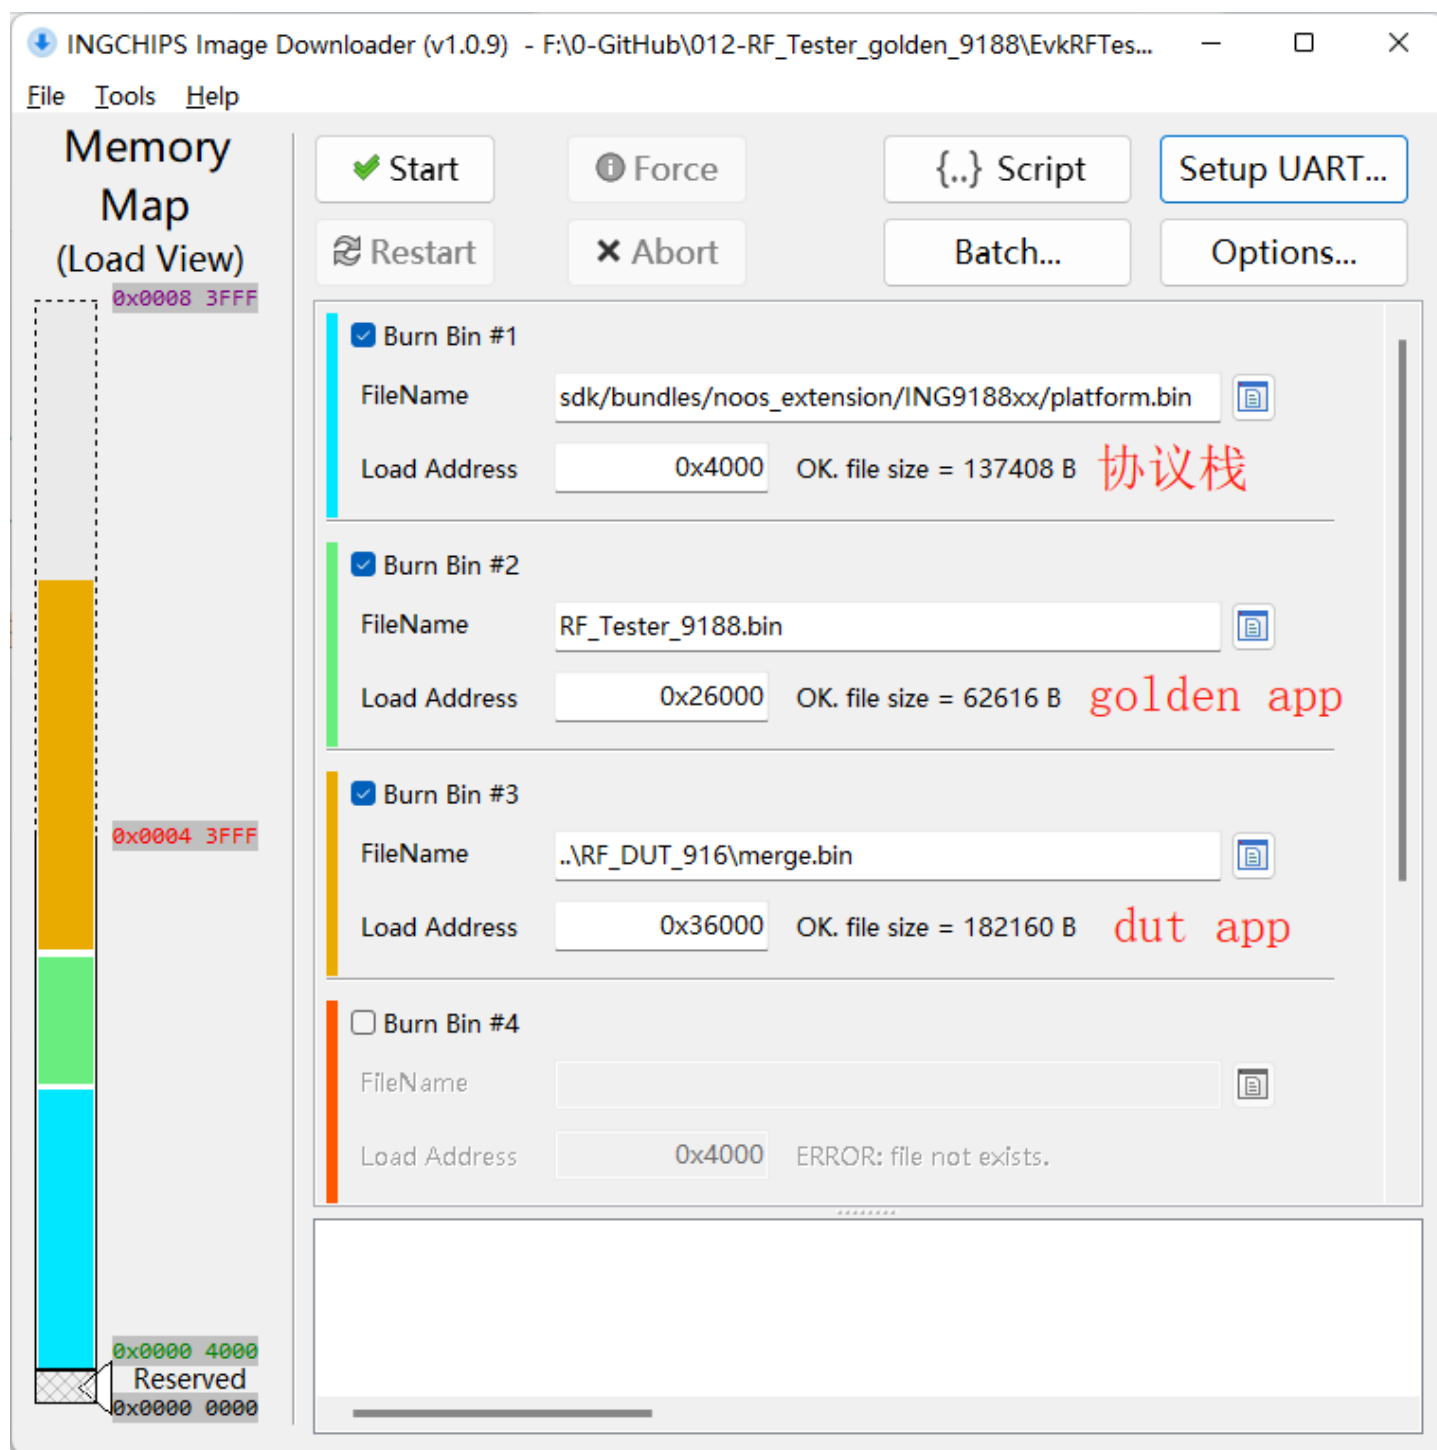 INGCHIPS Image Downloader (v1.0.9) - F:\0-GitHub\012-RF_Tester_golden_9188\EvkRFTes...
File Tools Help
Memory
Map
(Load View)
0x0008 3FFF
0x0004 3FFF
0x0000 4000
Reserved
0x0000 0000
Start Force {..} Script Setup UART...
Restart Abort Batch... Options...
Burn Bin #1
FileName sdk/bundles/noos_extension/ING9188xx/platform.bin
Load Address 0x4000 OK. file size = 137408 B 协议栈
Burn Bin #2
FileName RF_Tester_9188.bin
Load Address 0x26000 OK. file size = 62616 B golden app
Burn Bin #3
FileName ..\RF_DUT_916\merge.bin
Load Address 0x36000 OK. file size = 182160 B dut app
Burn Bin #4
FileName
Load Address 0x4000 ERROR: file not exists.